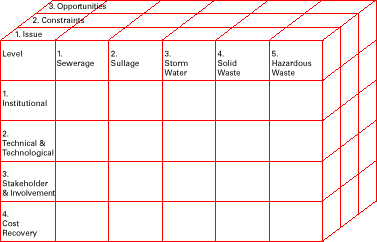 3. Opportunities
2. Constraints
1. Issue
Level
1.
Sewerage
2.
Sullage
3.
Storm
Water
4.
Solid
Waste
5.
Hazardous
Waste
1.
Institutional
2.
Technical &
Technological
3.
Stakeholder
& Involvement
4.
Cost
Recovery